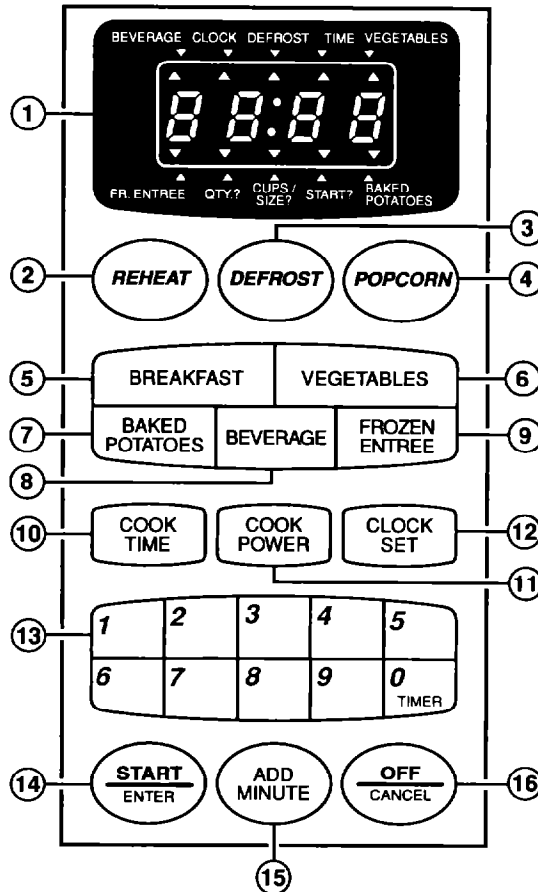 BEVERAGE CLOCK DEFROST TIME VEGETABLES
1
88:88
FR. ENTREE QTY.? CUPS / SIZE? START? BAKED POTATOES
3
2 REHEAT DEFROST POPCORN 4
5 BREAKFAST VEGETABLES 6
7 BAKED POTATOES BEVERAGE FROZEN ENTREE 9
8
10 COOK TIME COOK POWER CLOCK SET 12
11
13 1 2 3 4 5
6 7 8 9 0 TIMER
14 START ENTER ADD MINUTE OFF CANCEL 16
15